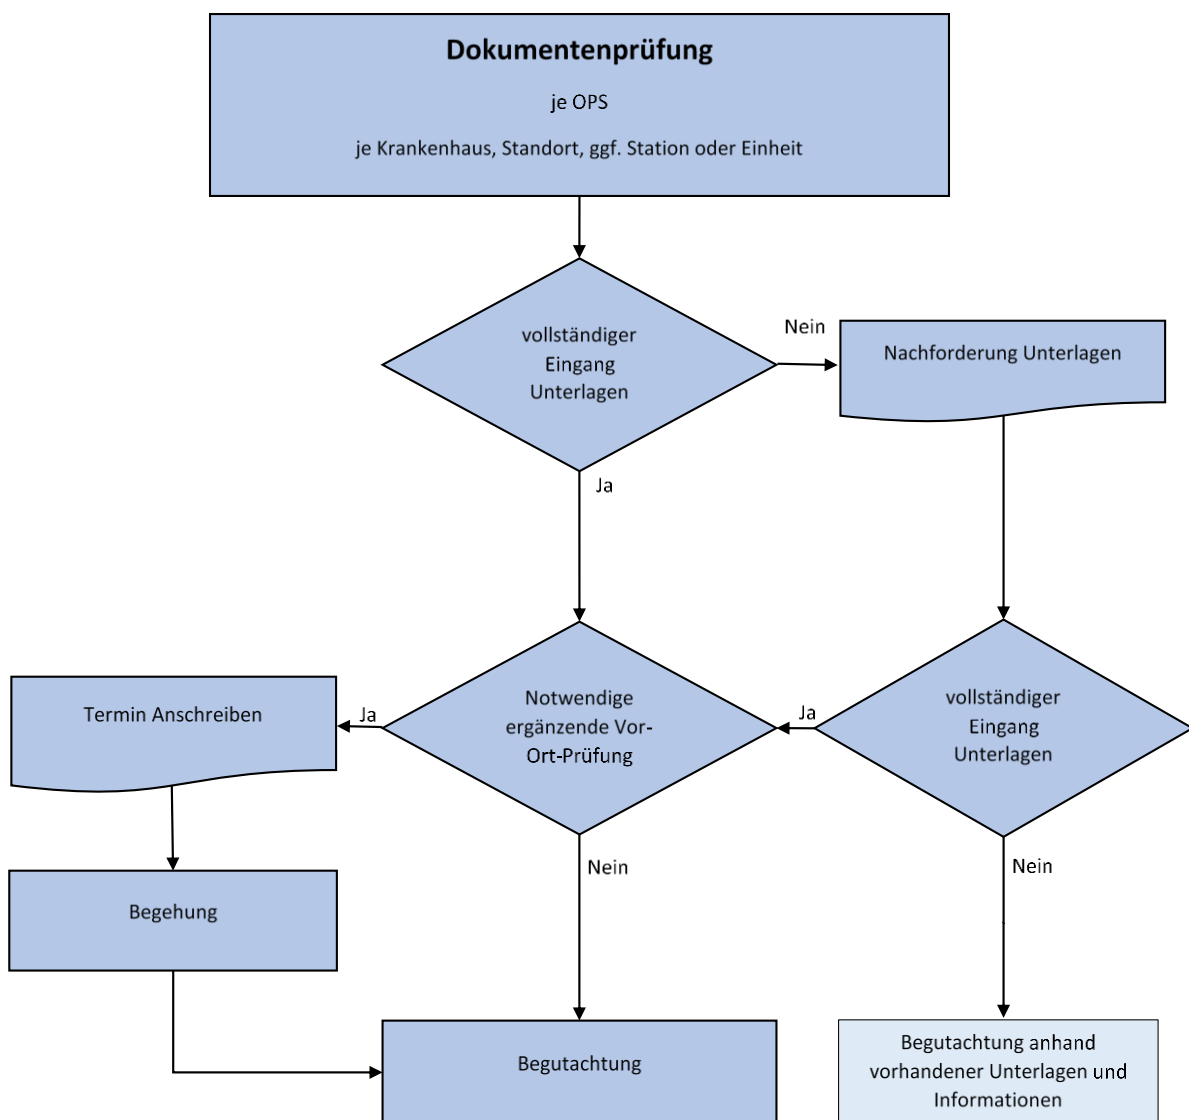 Dokumentenprüfung
je OPS
je Krankenhaus, Standort, ggf. Station oder Einheit
vollständiger
Eingang
Unterlagen
Nein
Nachforderung Unterlagen
Ja
Termin Anschreiben
Ja
Notwendige
ergänzende Vor-
Ort-Prüfung
Ja
vollständiger
Eingang
Unterlagen
Nein
Nein
Begehung
Begutachtung
Begutachtung anhand
vorhandener Unterlagen und
Informationen